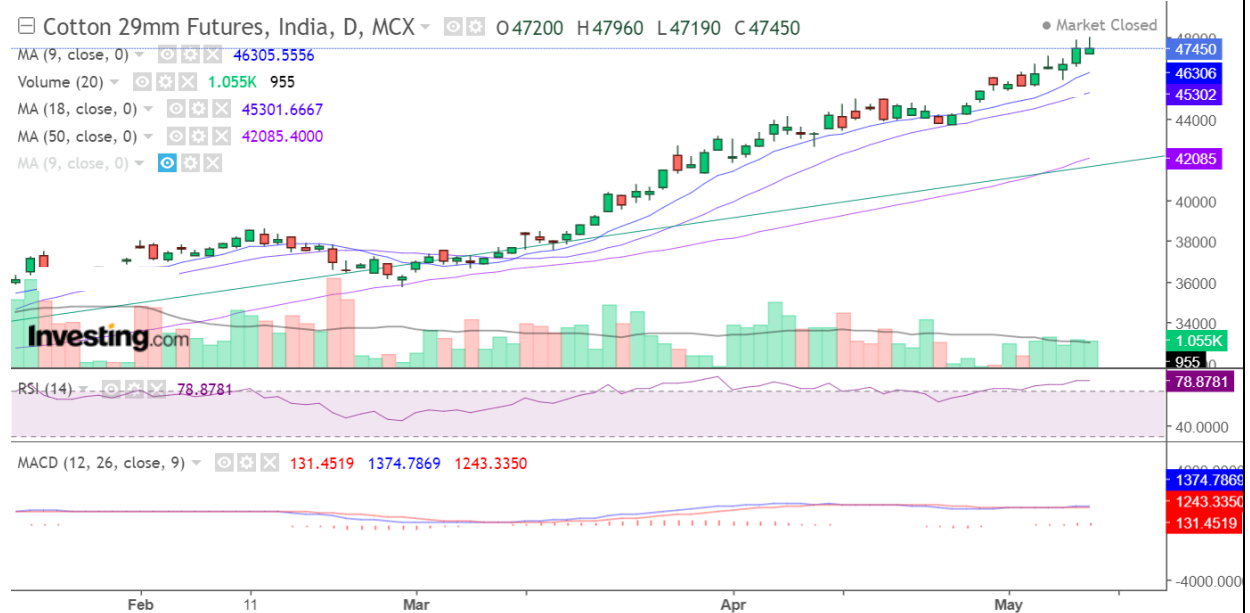 Cotton 29mm Futures, India, D, MCX O47200 H47960 L47190 C47450
Market Closed
MA (9, close, 0) 46305.5556
Volume (20) 1.055K 955
MA (18, close, 0) 45301.6667
MA (50, close, 0) 42085.4000
MA (9, close, 0)
48000
47450
46306
45302
44000
42085
40000
38000
36000
34000
1.055K
955
Investing.com
RSI (14) 78.8781
78.8781
40.0000
MACD (12, 26, close, 9) 131.4519 1374.7869 1243.3350
1374.7869
1243.3350
131.4519
-4000.0000
Feb 11 Mar Apr May